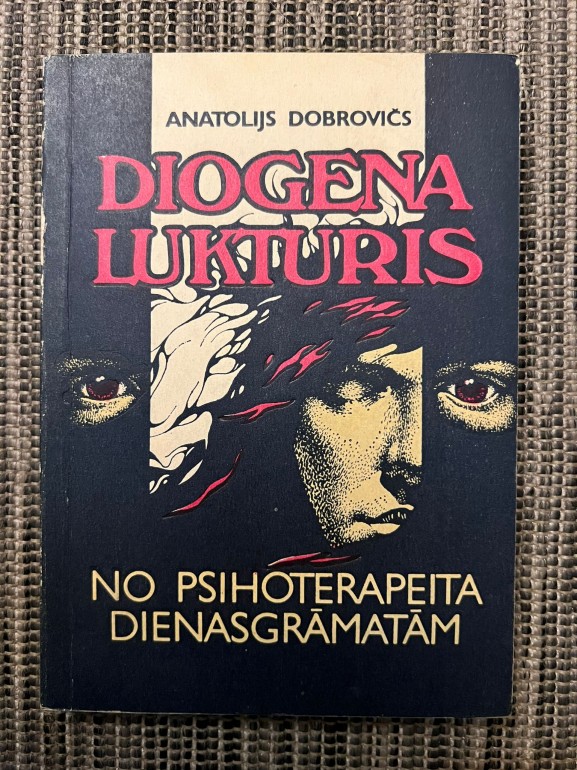 ANATOLIJS DOBROVIČS
DIOGENA
LUKTURIS
NO PSIHOTERAPEITA
DIENASGRĀMATĀM